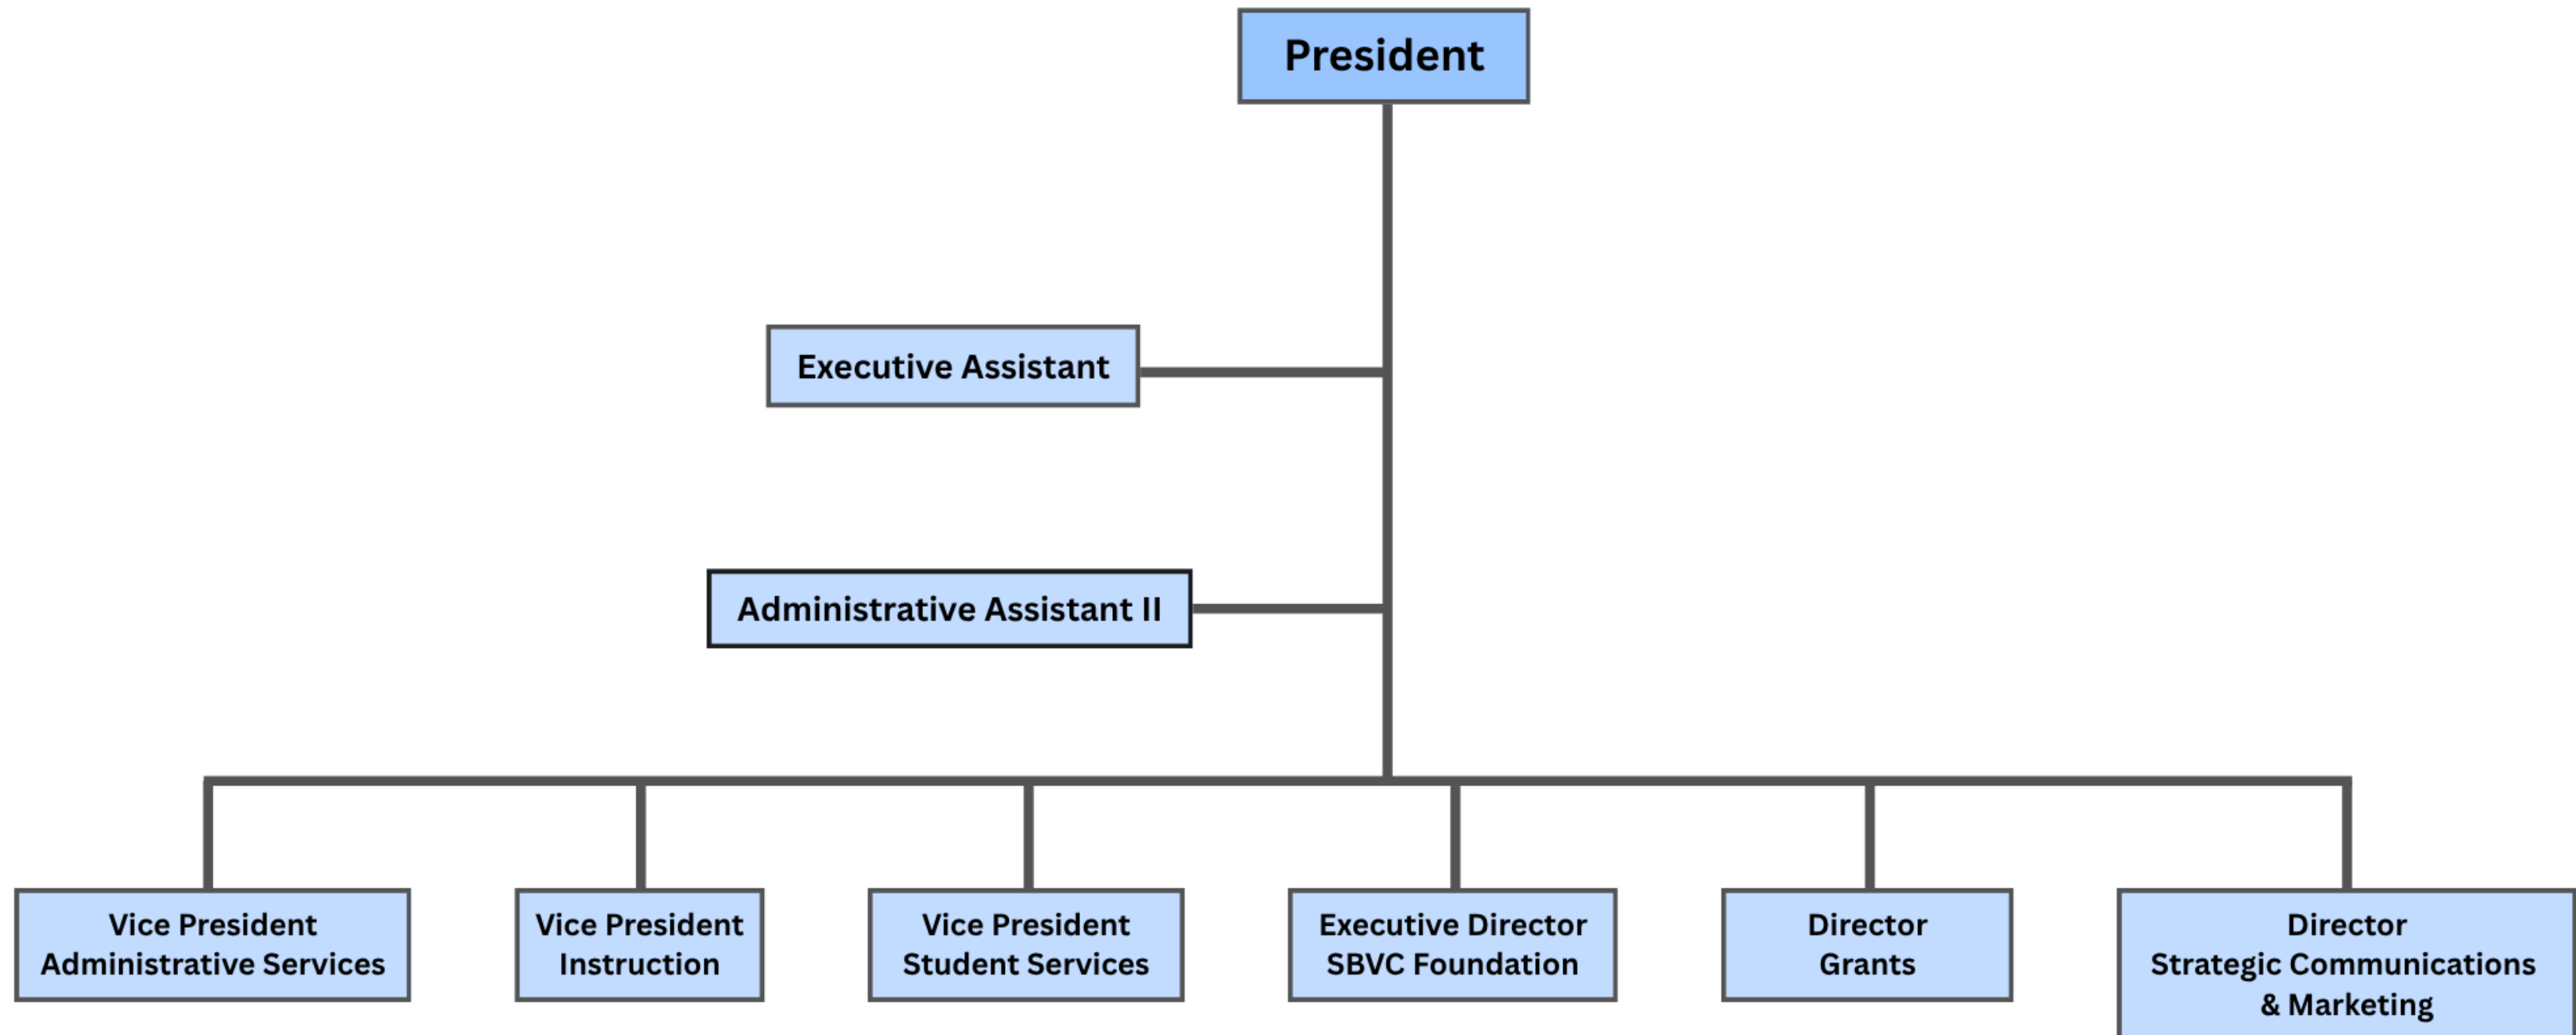 President
Executive Assistant
Administrative Assistant II
Vice President
Administrative Services
Vice President
Instruction
Vice President
Student Services
Executive Director
SBVC Foundation
Director
Grants
Director
Strategic Communications
& Marketing